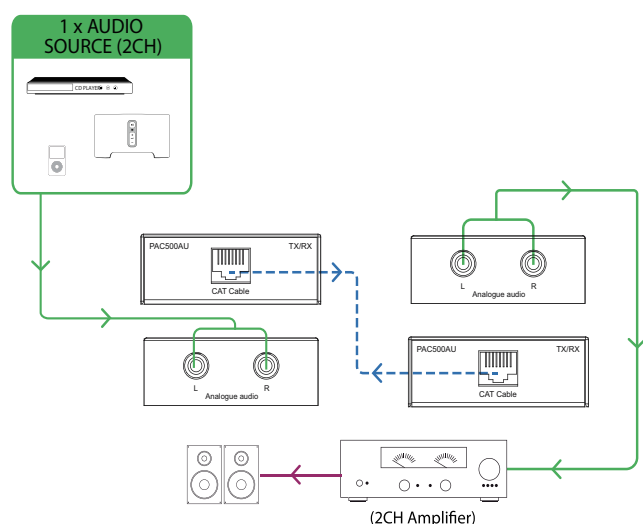 1 x AUDIO
SOURCE (2CH)
CD PLAYER
PAC500AU TX/RX
CAT Cable
L R
Analogue audio
L R
Analogue audio
PAC500AU TX/RX
CAT Cable
(2CH Amplifier)